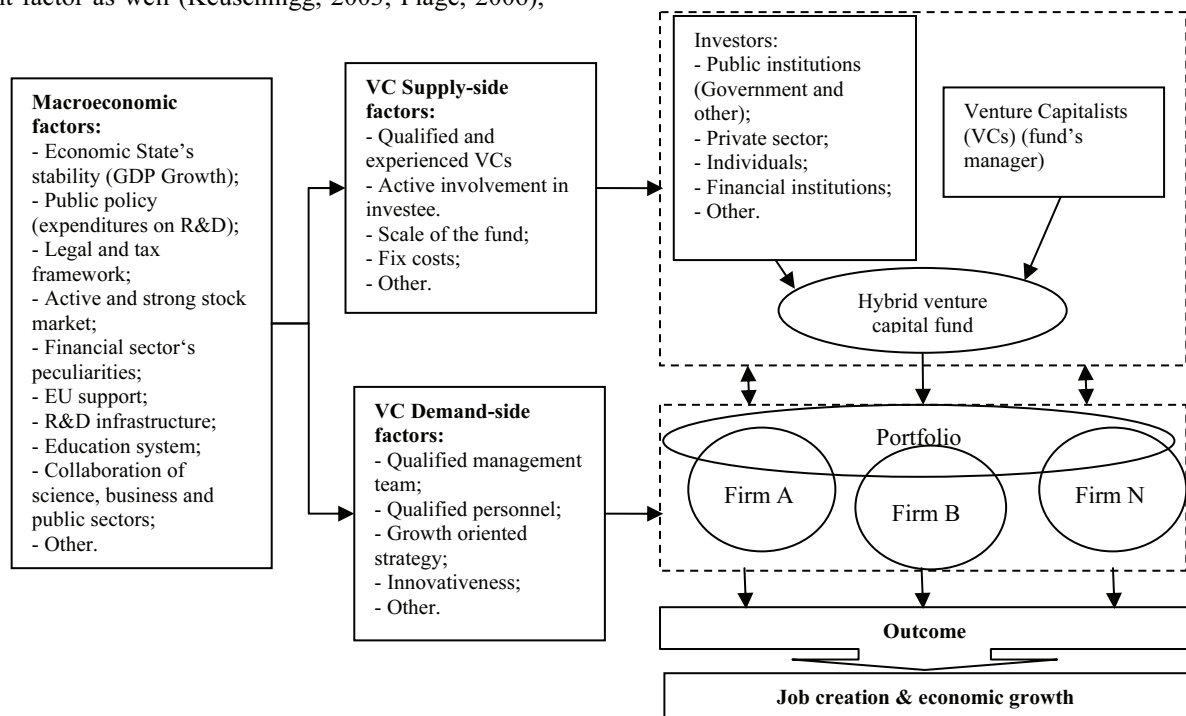 nt factor as well (Keuschnigg, 2003; Plage, 2006),
Macroeconomic
factors:
- Economic State's
stability (GDP Growth);
- Public policy
(expenditures on R&D);
- Legal and tax
framework;
- Active and strong stock
market;
- Financial sector‘s
peculiarities;
- EU support;
- R&D infrastructure;
- Education system;
- Collaboration of
science, business and
public sectors;
- Other.
VC Supply-side
factors:
- Qualified and
experienced VCs
- Active involvement in
investee.
- Scale of the fund;
- Fix costs;
- Other.
VC Demand-side
factors:
- Qualified management
team;
- Qualified personnel;
- Growth oriented
strategy;
- Innovativeness;
- Other.
Investors:
- Public institutions
(Government and
other);
- Private sector;
- Individuals;
- Financial institutions;
- Other.
Venture Capitalists
(VCs) (fund's
manager)
Hybrid venture
capital fund
Portfolio
Firm A
Firm B
Firm N
Outcome
Job creation & economic growth